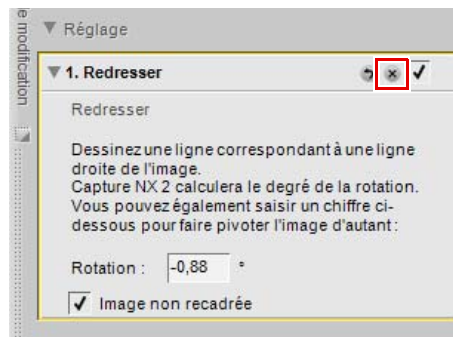 e modification
Réglage
1. Redresser
Redresser
Dessinez une ligne correspondant à une ligne
droite de l'image.
Capture NX 2 calculera le degré de la rotation.
Vous pouvez également saisir un chiffre ci-
dessous pour faire pivoter l'image d'autant :
Rotation : -0,88 °
Image non recadrée